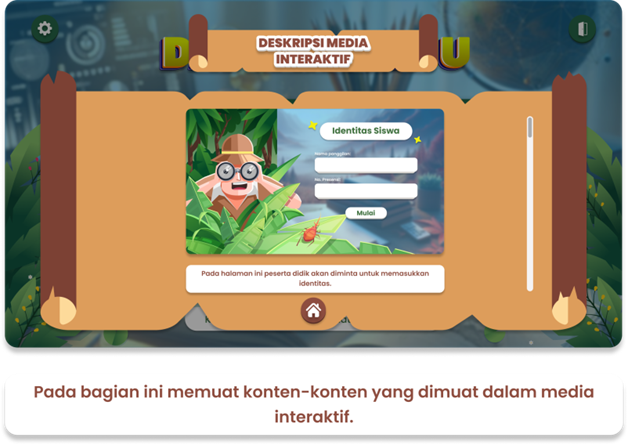 D
U
DESKRIPSI MEDIA
INTERAKTIF
Identitas Siswa
Nama pengguna:
No. Presensi:
Mulai
Pada halaman ini peserta didik akan diminta untuk memasukkan
identitas.
Pada bagian ini memuat konten-konten yang dimuat dalam media
interaktif.